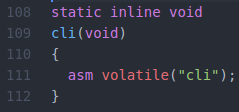 108 static inline void
109 cli(void)
110 {
111   asm volatile("cli");
112 }